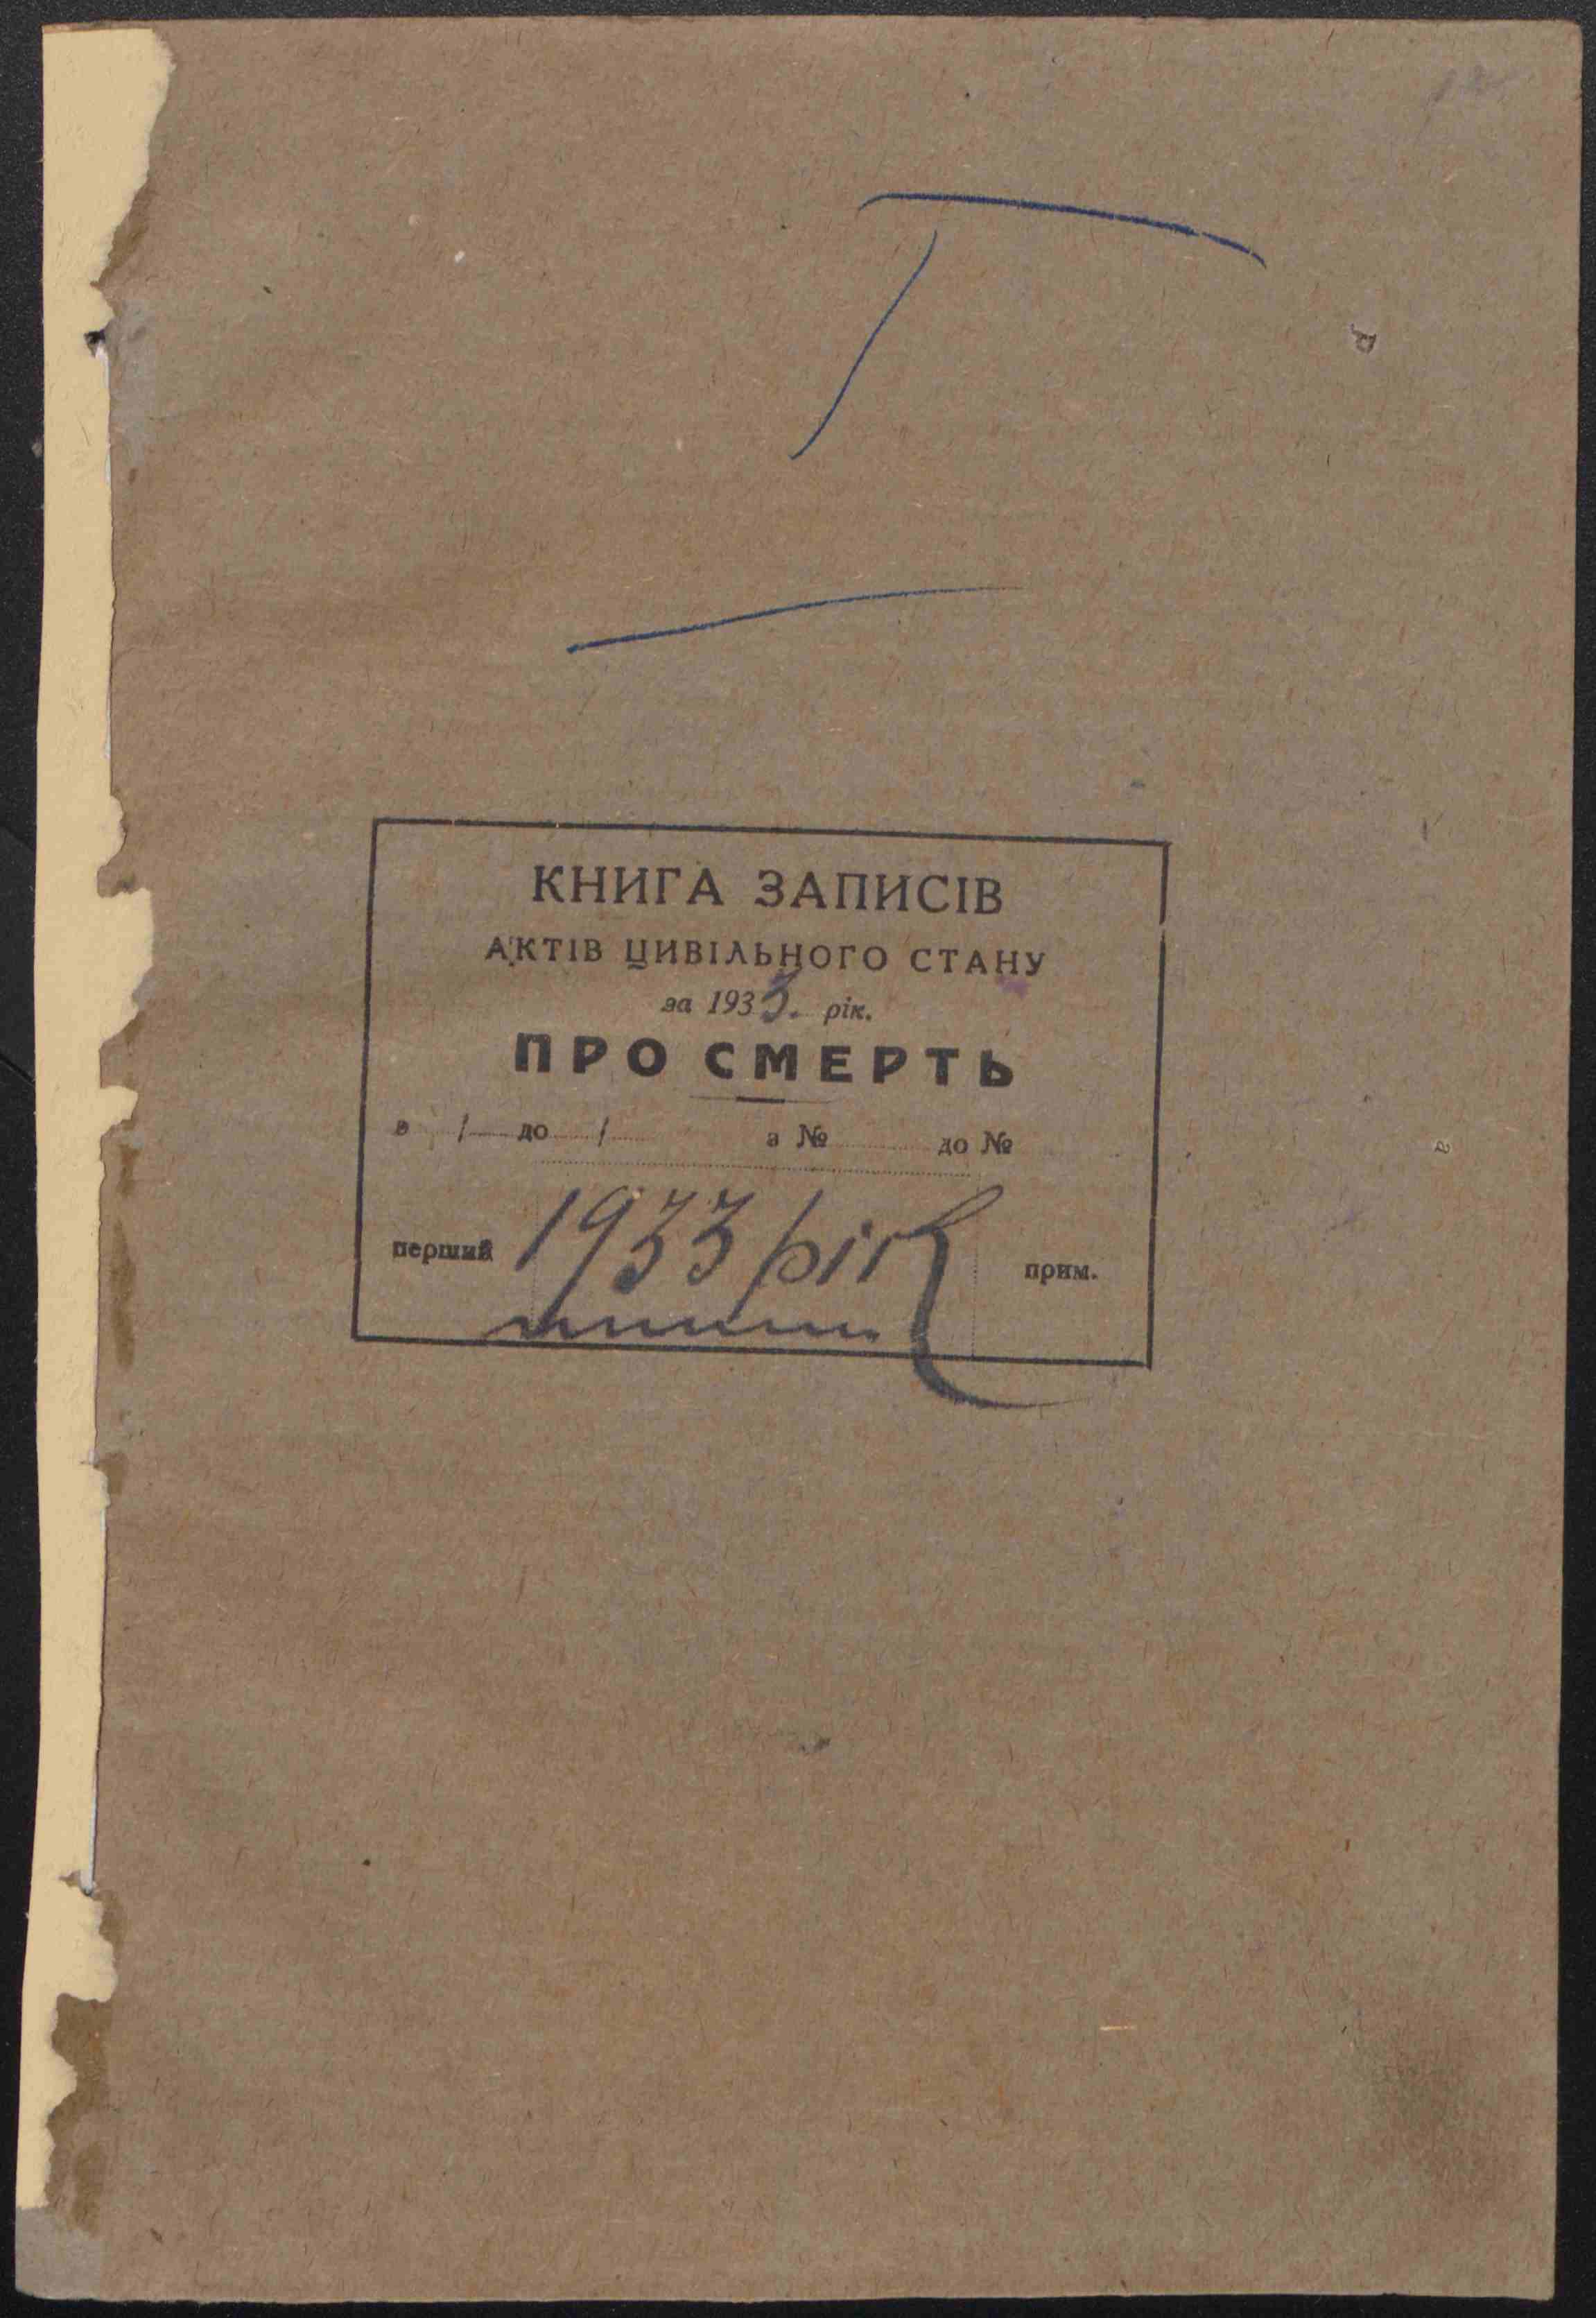 КНИГА ЗАПИСІВ
АКТІВ ЦИВІЛЬНОГО СТАНУ
за 1933. рік.
ПРО СМЕРТЬ
з / до / з № до №
перший 1933 рік прим.